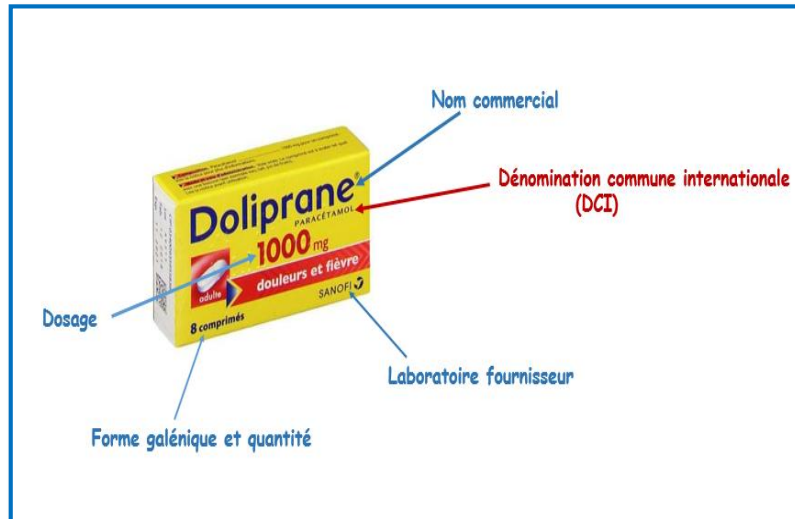 Nom commercial
Dénomination commune internationale
(DCI)
Doliprane®
PARACÉTAMOL
1000 mg
douleurs et fièvre
adulte
SANOFI
8 comprimés
Dosage
Laboratoire fournisseur
Forme galénique et quantité